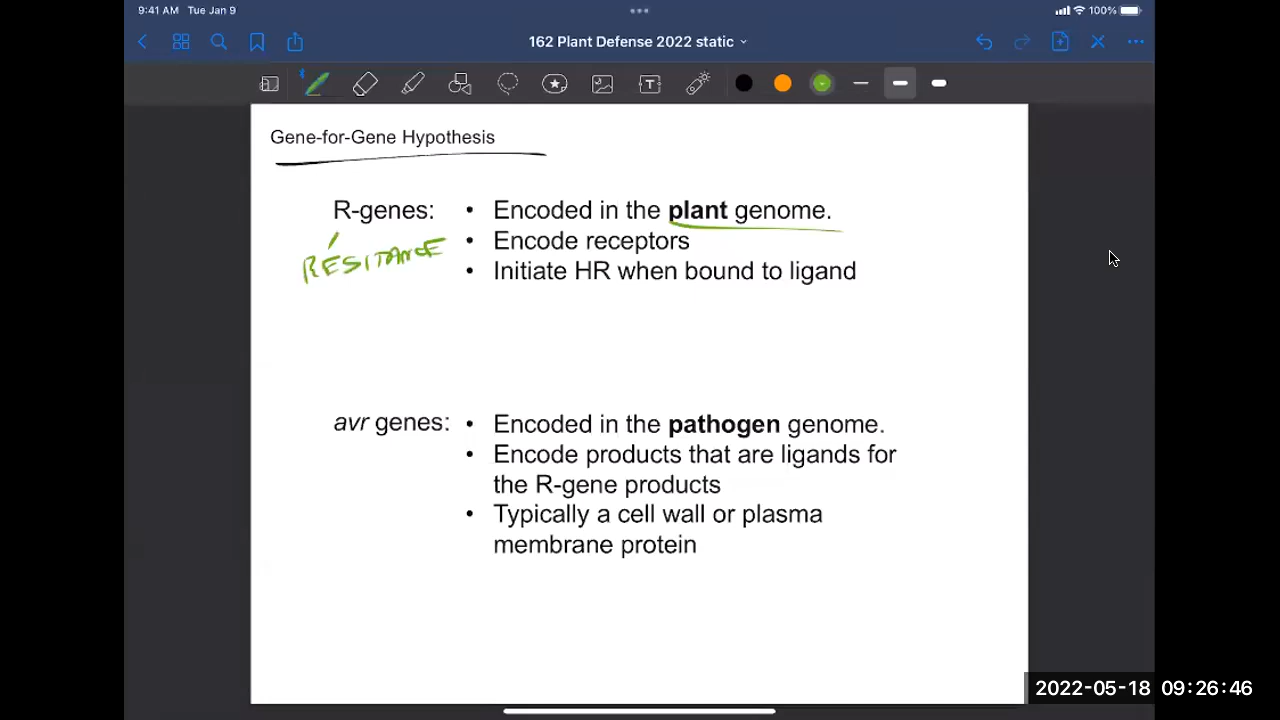 9:41 AM Tue Jan 9
100%
162 Plant Defense 2022 static
Gene-for-Gene Hypothesis
R-genes:
• Encoded in the plant genome.
• Encode receptors
• Initiate HR when bound to ligand
RESITANCE
avr genes:
• Encoded in the pathogen genome.
• Encode products that are ligands for
the R-gene products
• Typically a cell wall or plasma
membrane protein
2022-05-18 09:26:46